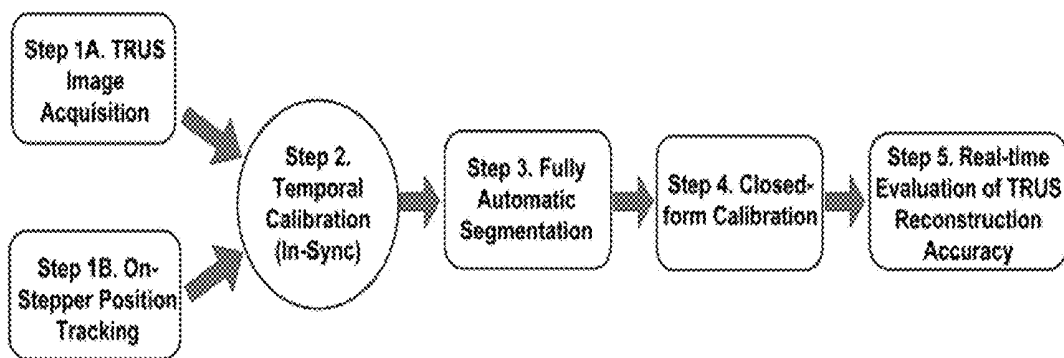 Step 1A. TRUS
Image
Acquisition
Step 1B. On-
Stepper Position
Tracking
Step 2.
Temporal
Calibration
(In-Sync)
Step 3. Fully
Automatic
Segmentation
Step 4. Closed-
form Calibration
Step 5. Real-time
Evaluation of TRUS
Reconstruction
Accuracy